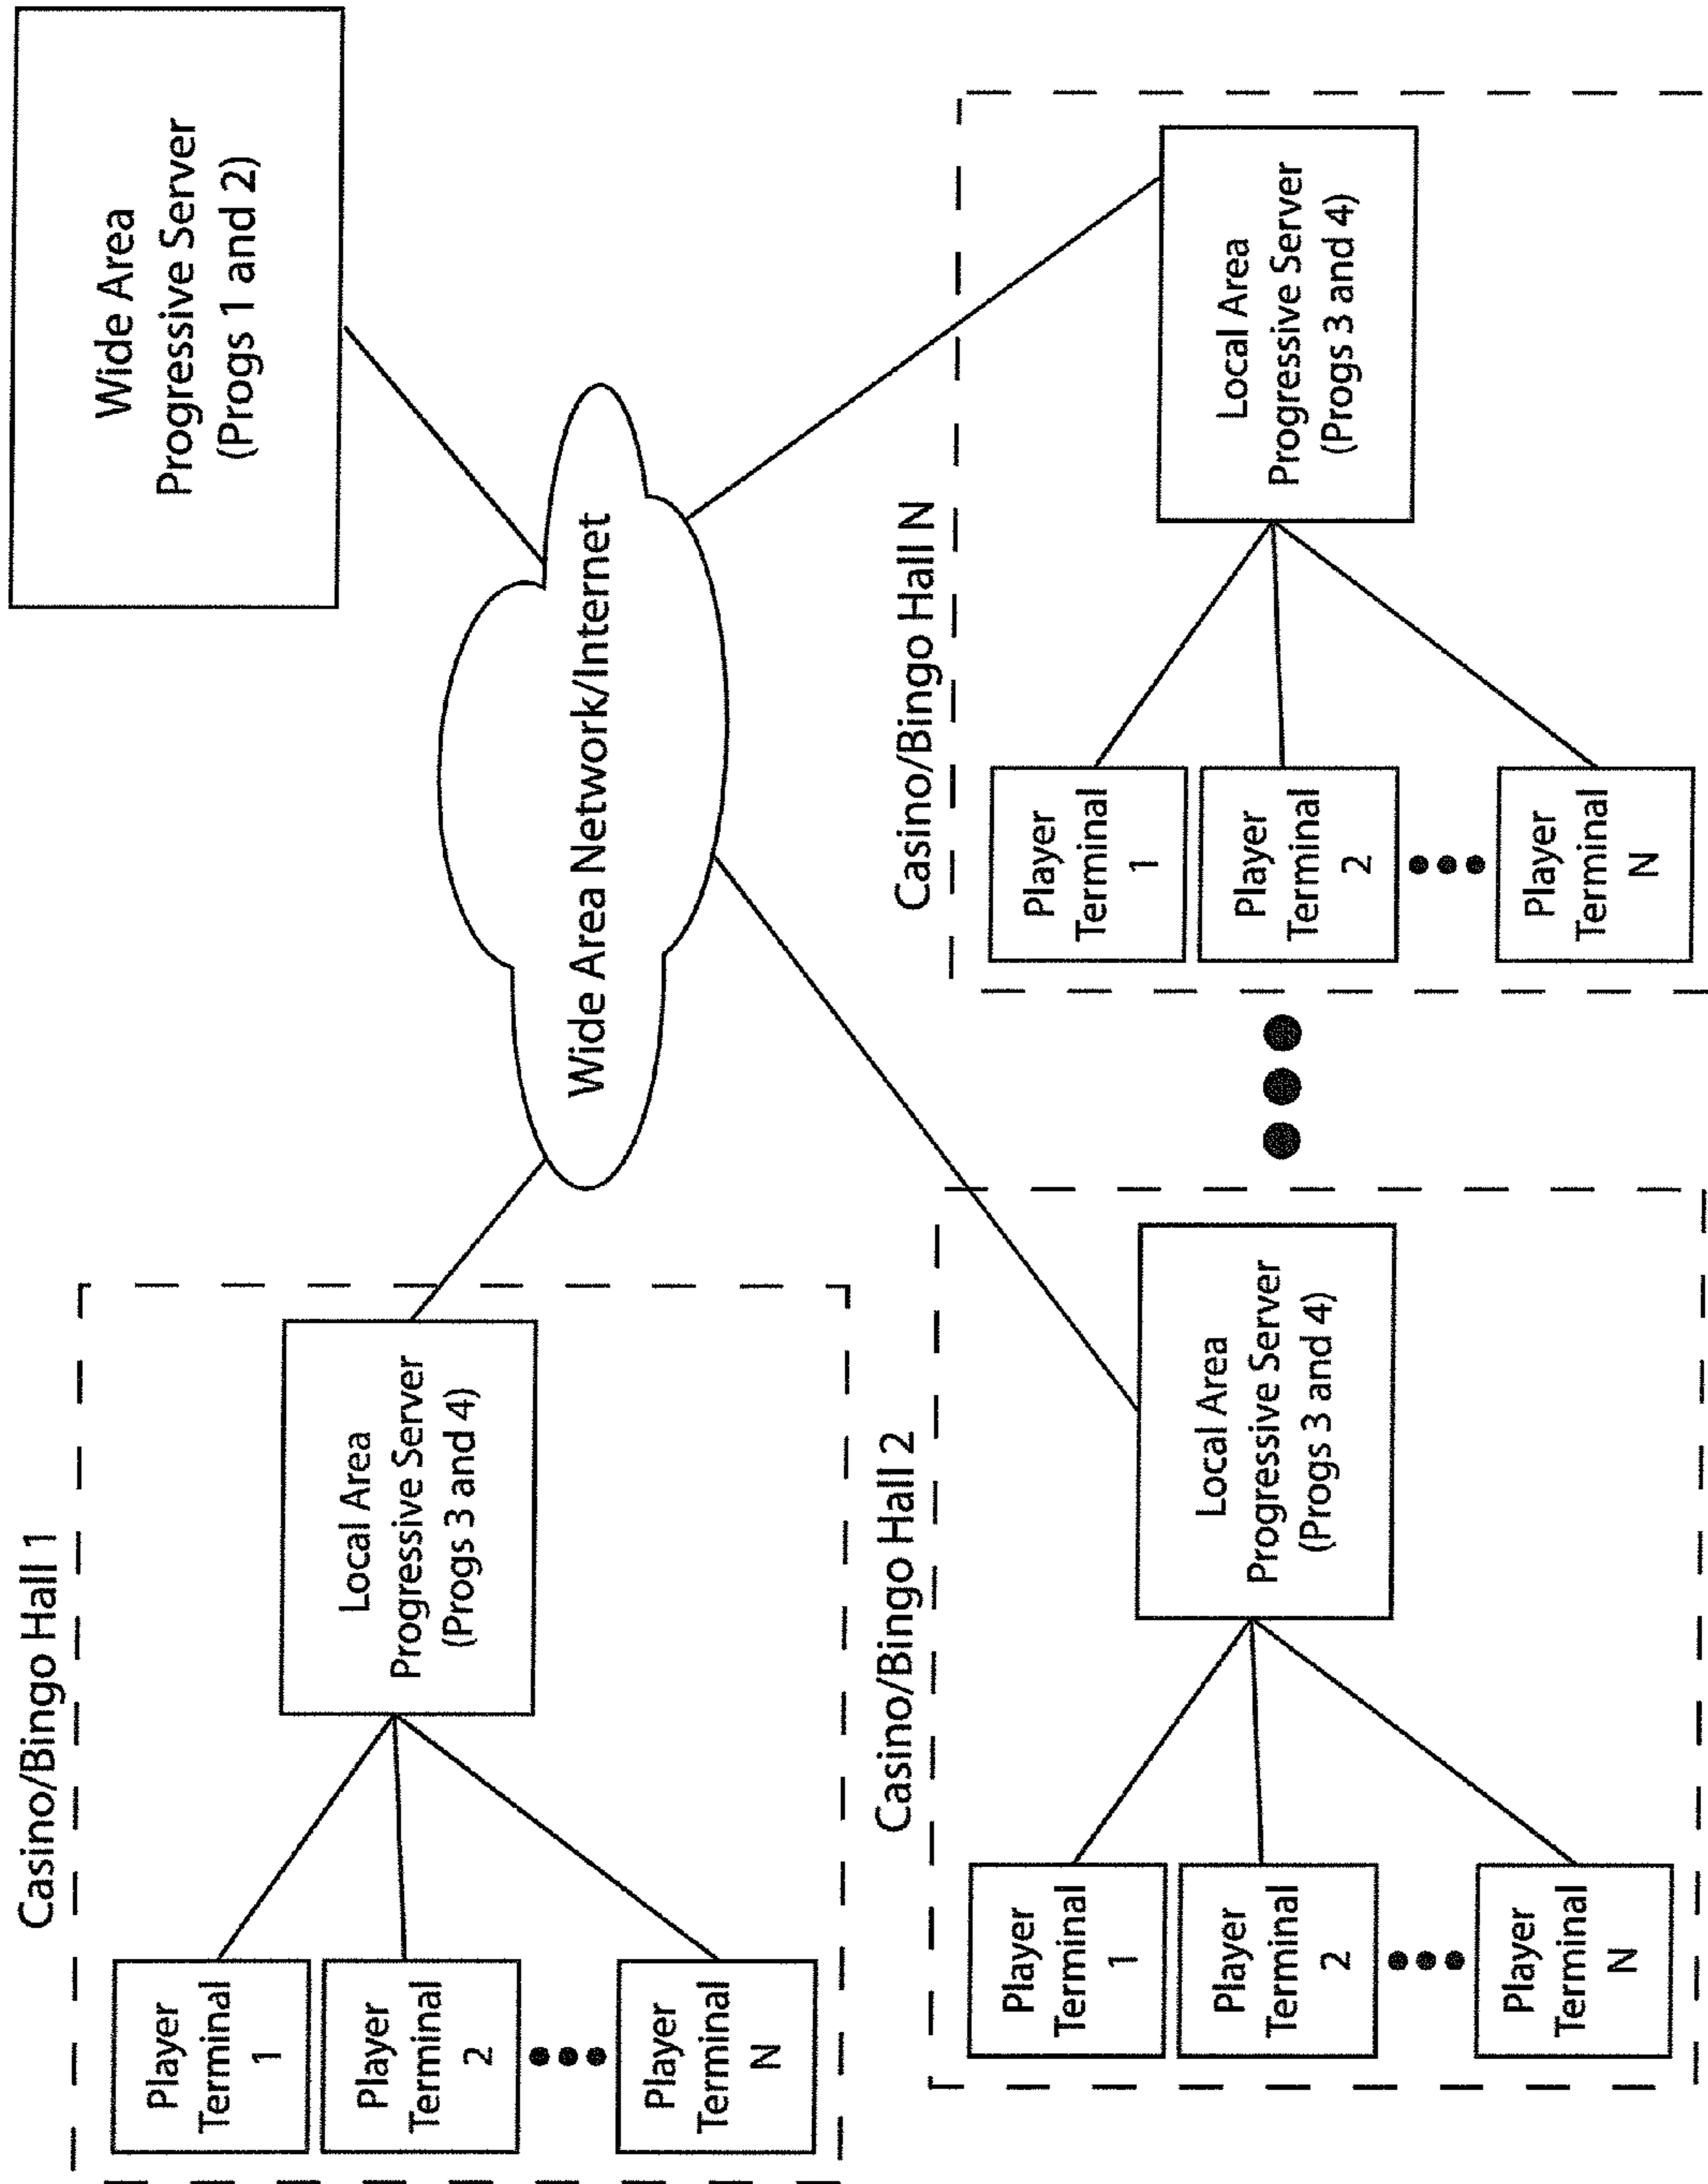 Casino/Bingo Hall 1
Player
Terminal
1
Player
Terminal
2
Player
Terminal
N
Local Area
Progressive Server
(Progs 3 and 4)
Wide Area
Progressive Server
(Progs 1 and 2)
Wide Area Network/Internet
Casino/Bingo Hall 2
Player
Terminal
1
Player
Terminal
2
Player
Terminal
N
Local Area
Progressive Server
(Progs 3 and 4)
Casino/Bingo Hall N
Player
Terminal
1
Player
Terminal
2
Player
Terminal
N
Local Area
Progressive Server
(Progs 3 and 4)